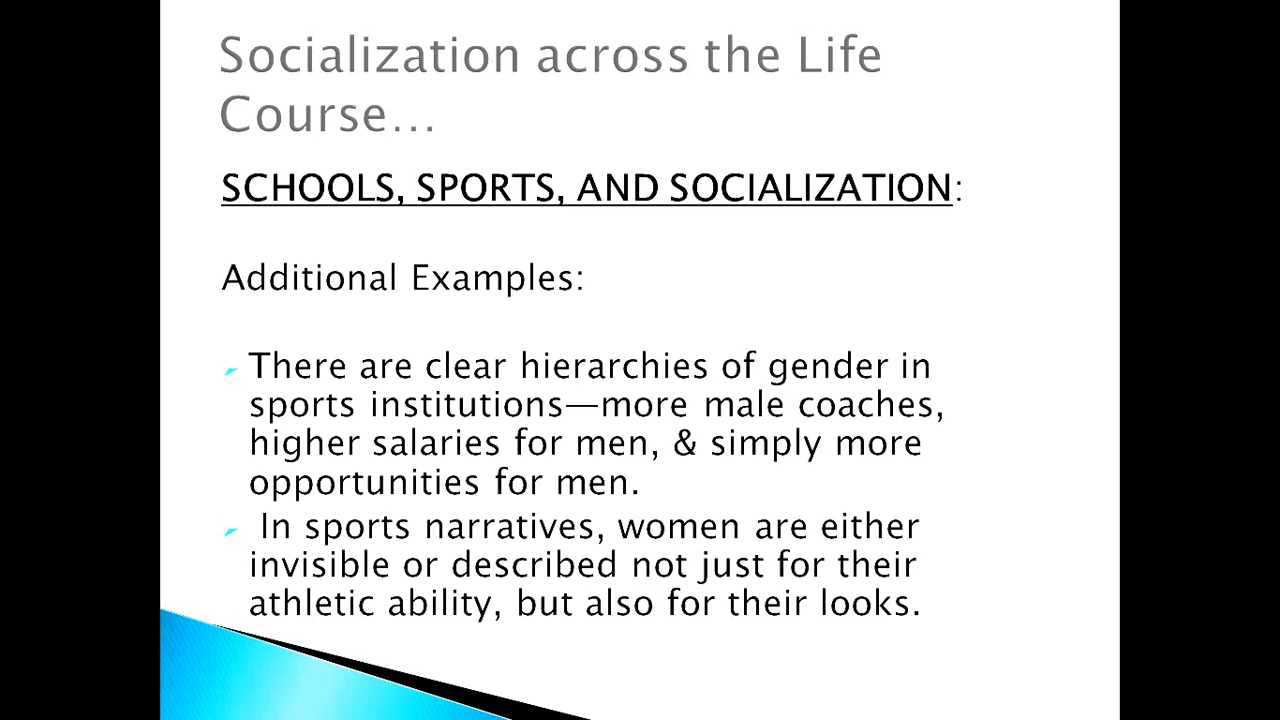 Socialization across the Life
Course...
SCHOOLS, SPORTS, AND SOCIALIZATION:
Additional Examples:
There are clear hierarchies of gender in
sports institutions—more male coaches,
higher salaries for men, & simply more
opportunities for men.
In sports narratives, women are either
invisible or described not just for their
athletic ability, but also for their looks.